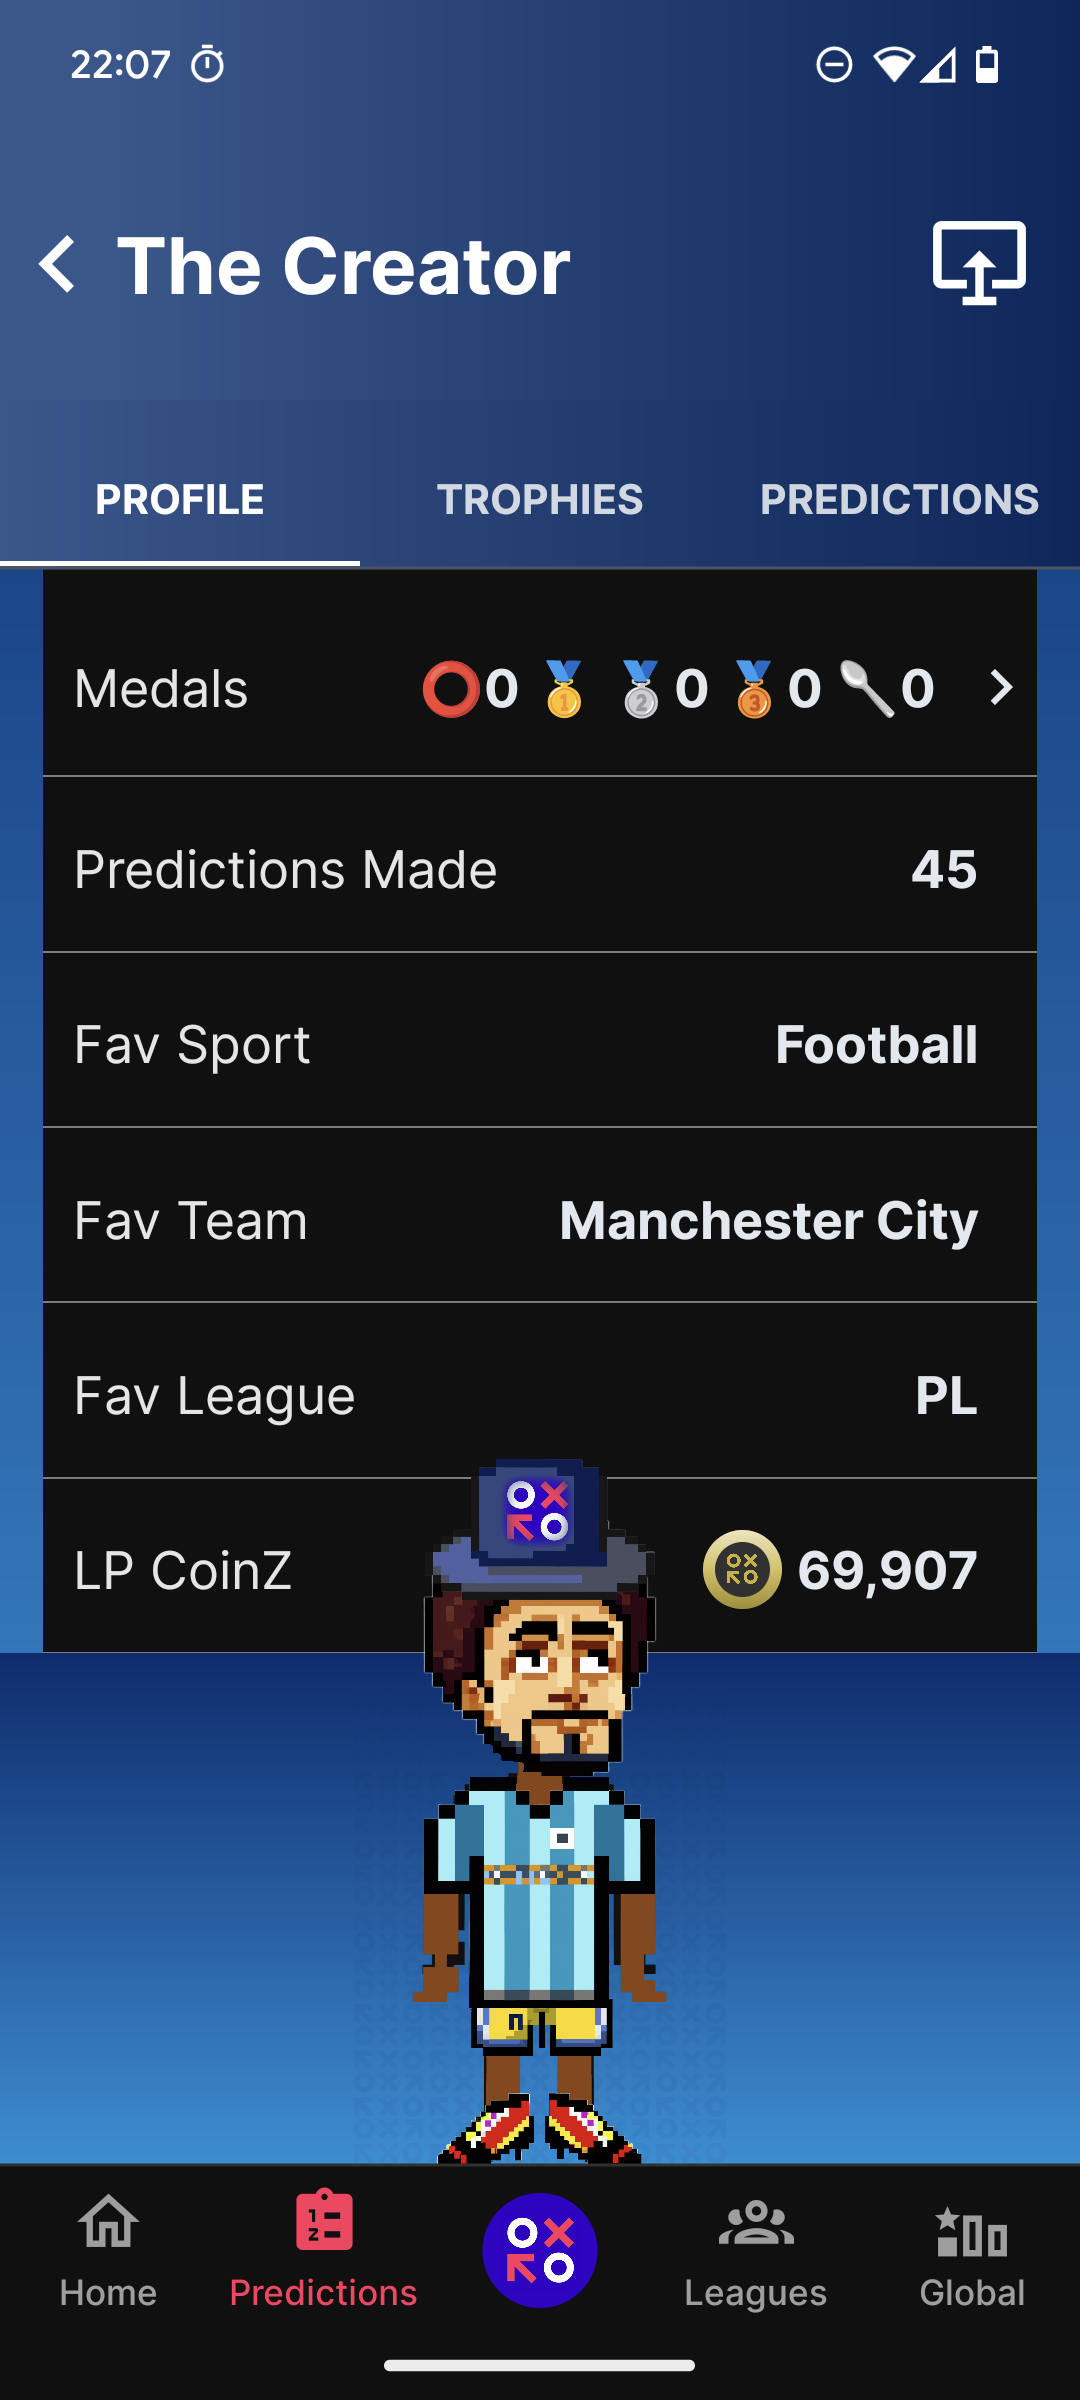 22:07
The Creator
PROFILE TROPHIES PREDICTIONS
Medals 0 0 0 0
Predictions Made 45
Fav Sport Football
Fav Team Manchester City
Fav League PL
LP CoinZ 69,907
Home Predictions Leagues Global